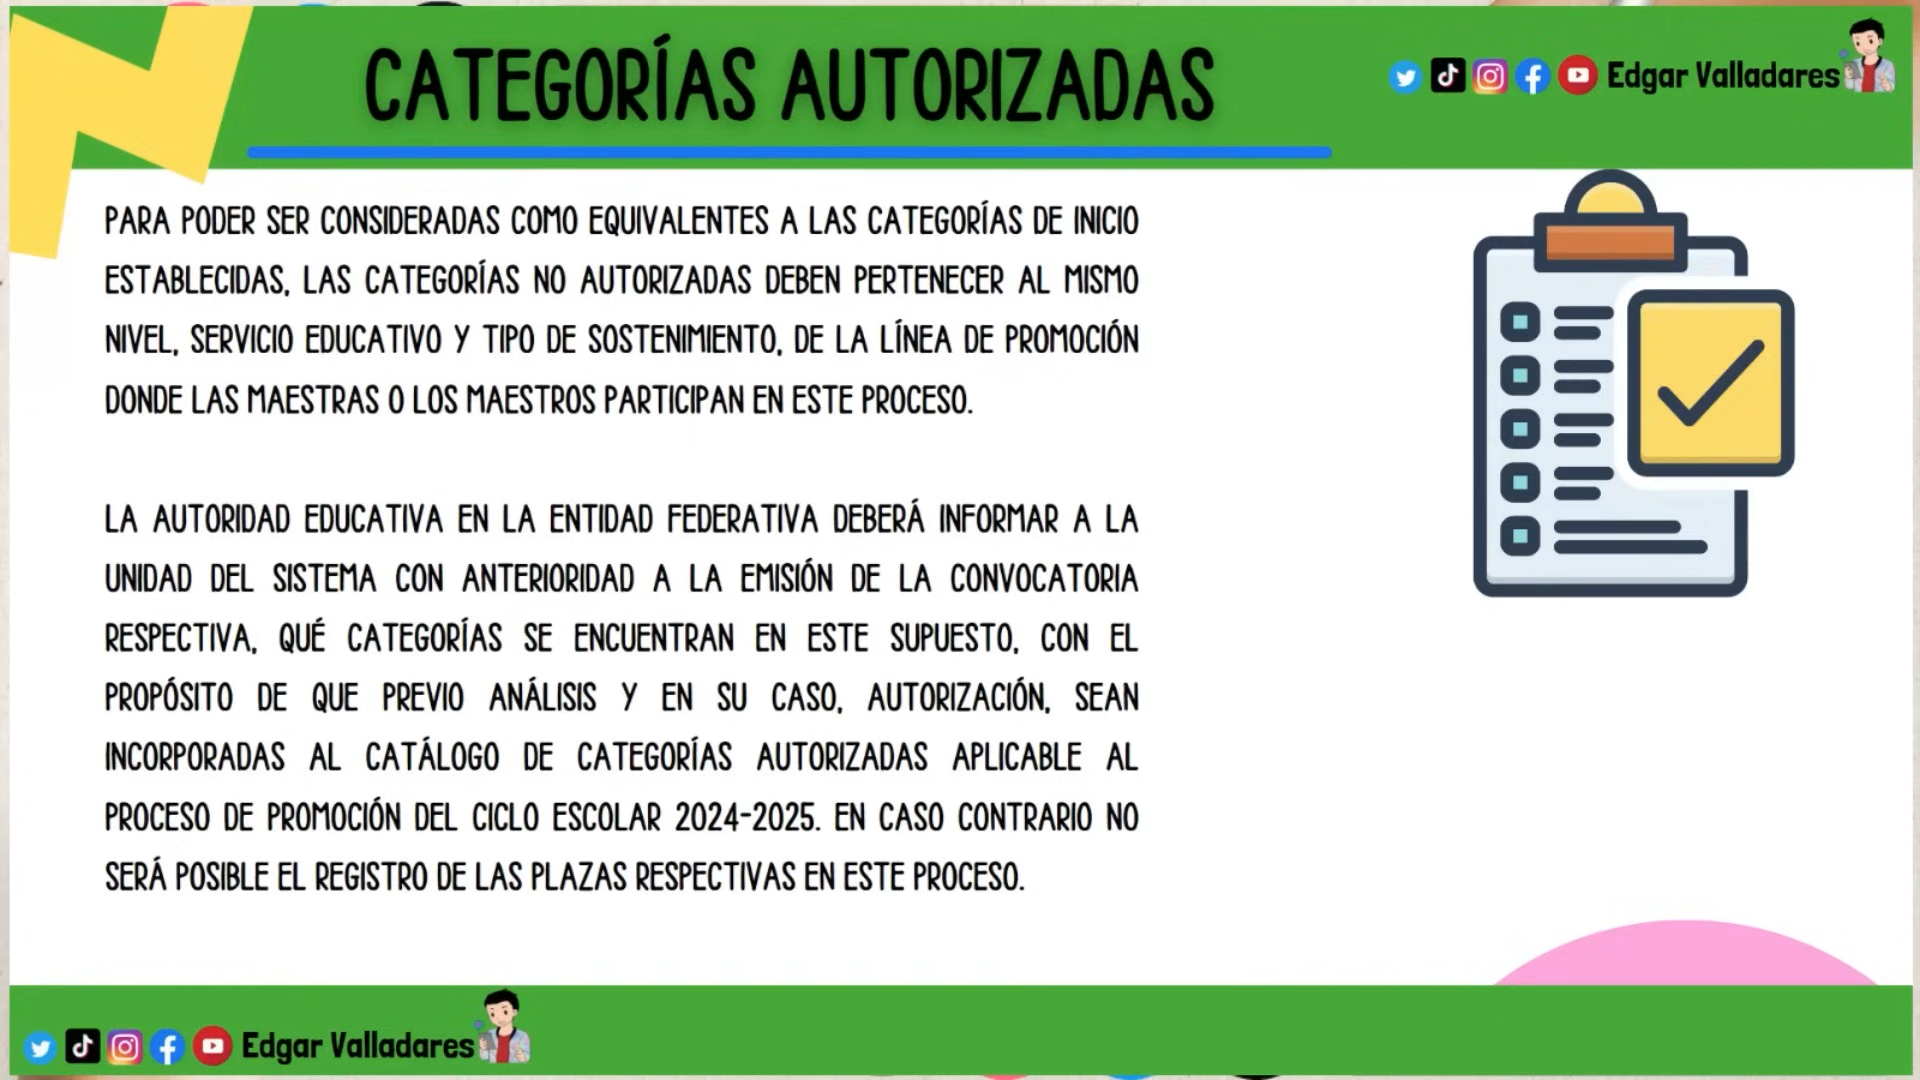 CATEGORÍAS AUTORIZADAS
Edgar Valladares
PARA PODER SER CONSIDERADAS COMO EQUIVALENTES A LAS CATEGORÍAS DE INICIO
ESTABLECIDAS, LAS CATEGORÍAS NO AUTORIZADAS DEBEN PERTENECER AL MISMO
NIVEL, SERVICIO EDUCATIVO Y TIPO DE SOSTENIMIENTO, DE LA LÍNEA DE PROMOCIÓN
DONDE LAS MAESTRAS O LOS MAESTROS PARTICIPAN EN ESTE PROCESO.
LA AUTORIDAD EDUCATIVA EN LA ENTIDAD FEDERATIVA DEBERÁ INFORMAR A LA
UNIDAD DEL SISTEMA CON ANTERIORIDAD A LA EMISIÓN DE LA CONVOCATORIA
RESPECTIVA, QUÉ CATEGORÍAS SE ENCUENTRAN EN ESTE SUPUESTO, CON EL
PROPÓSITO DE QUE PREVIO ANÁLISIS Y EN SU CASO, AUTORIZACIÓN, SEAN
INCORPORADAS AL CATÁLOGO DE CATEGORÍAS AUTORIZADAS APLICABLE AL
PROCESO DE PROMOCIÓN DEL CICLO ESCOLAR 2024-2025. EN CASO CONTRARIO NO
SERÁ POSIBLE EL REGISTRO DE LAS PLAZAS RESPECTIVAS EN ESTE PROCESO.
Edgar Valladares